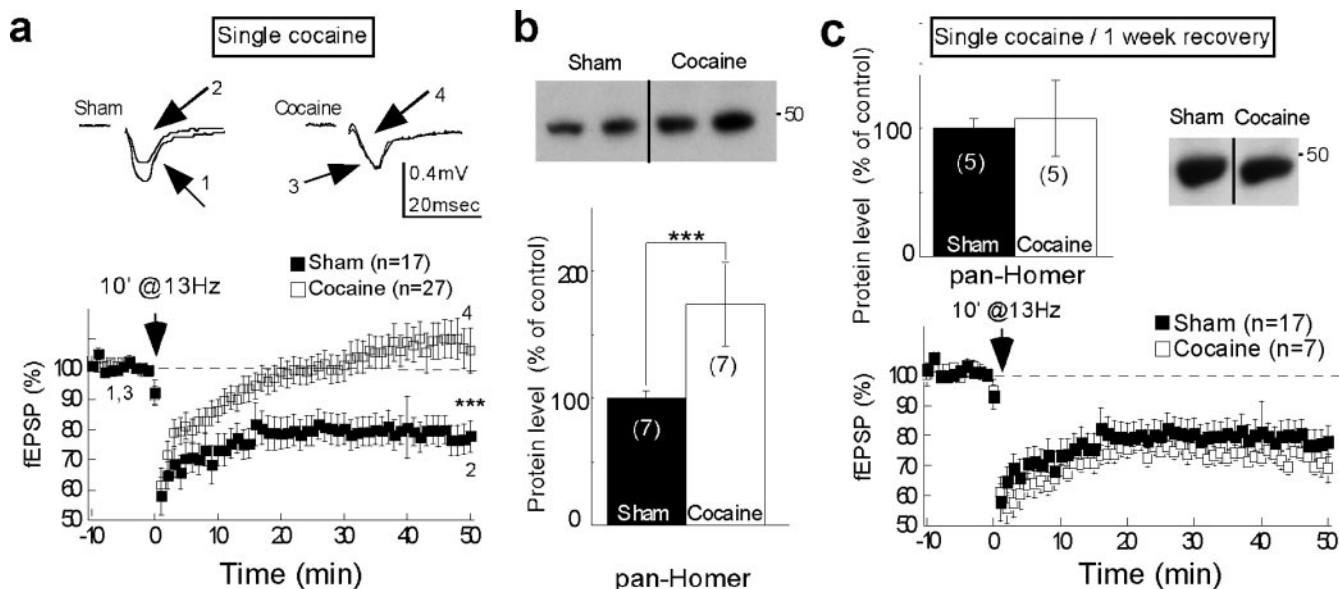 a
Single cocaine
Sham
2
1
Cocaine
4
3
0.4mV
20msec
Sham (n=17)
Cocaine (n=27)
10' @13Hz
4
1,3
***
2
fEPSP (%)
100
90
80
70
60
50
-10
0
10
20
30
40
50
Time (min)
b
Sham
Cocaine
50
Protein level (% of control)
200
100
0
***
(7)
(7)
Sham
Cocaine
pan-Homer
c
Single cocaine / 1 week recovery
Protein level (% of control)
100
0
(5)
(5)
Sham
Cocaine
pan-Homer
Sham
Cocaine
50
10' @13Hz
Sham (n=17)
Cocaine (n=7)
fEPSP (%)
100
90
80
70
60
50
-10
0
10
20
30
40
50
Time (min)